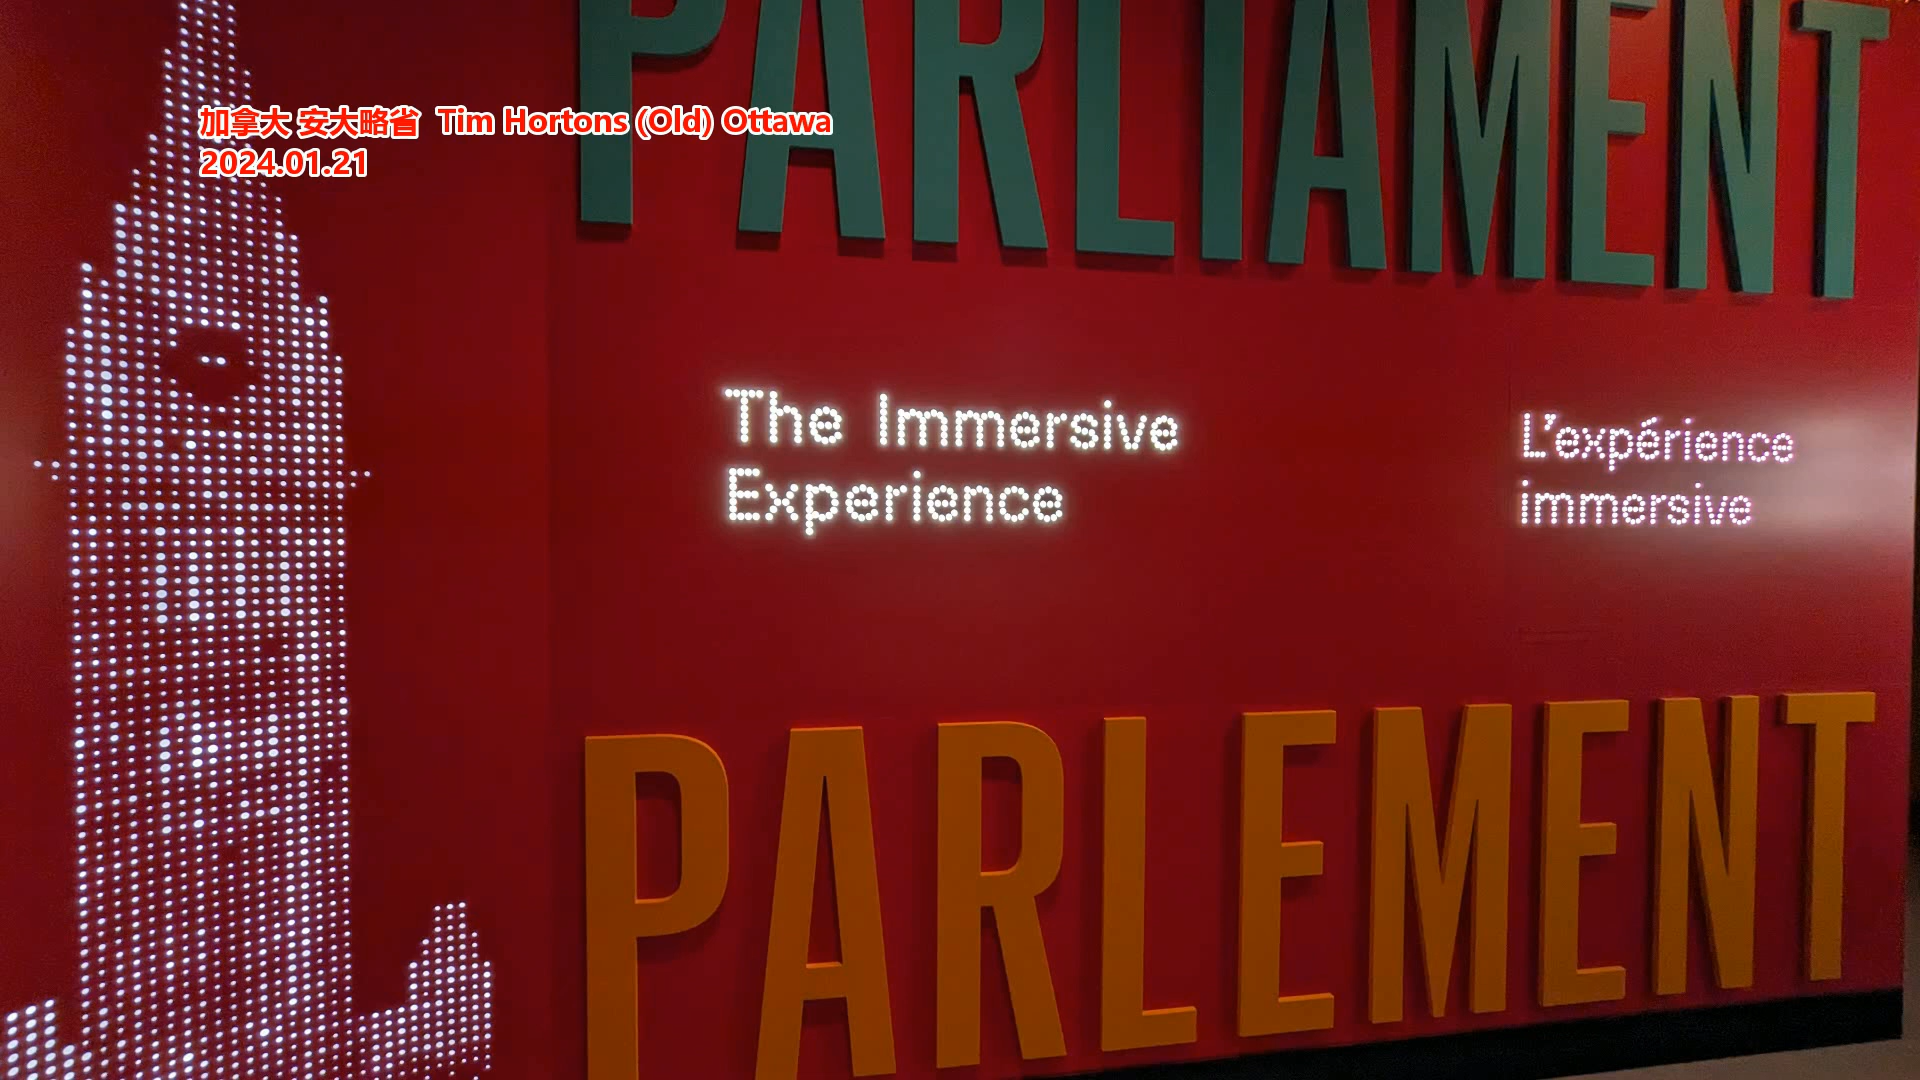 PARLIAMENT
加拿大 安大略省 Tim Hortons (Old) Ottawa
2024.01.21
The Immersive
Experience
L'expérience
immersive
PARLEMENT